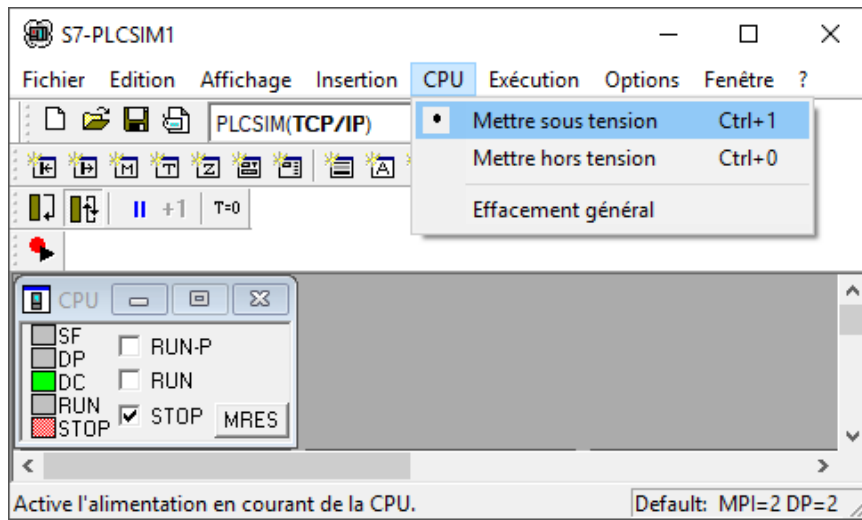 S7-PLCSIM1
Fichier Edition Affichage Insertion CPU Exécution Options Fenêtre ?
PLCSIM(TCP/IP)
Mettre sous tension Ctrl+1
Mettre hors tension Ctrl+0
Effacement général
+1 T=0
CPU
SF
DP
DC
RUN
STOP
RUN-P
RUN
STOP
MRES
Active l'alimentation en courant de la CPU.
Default: MPI=2 DP=2